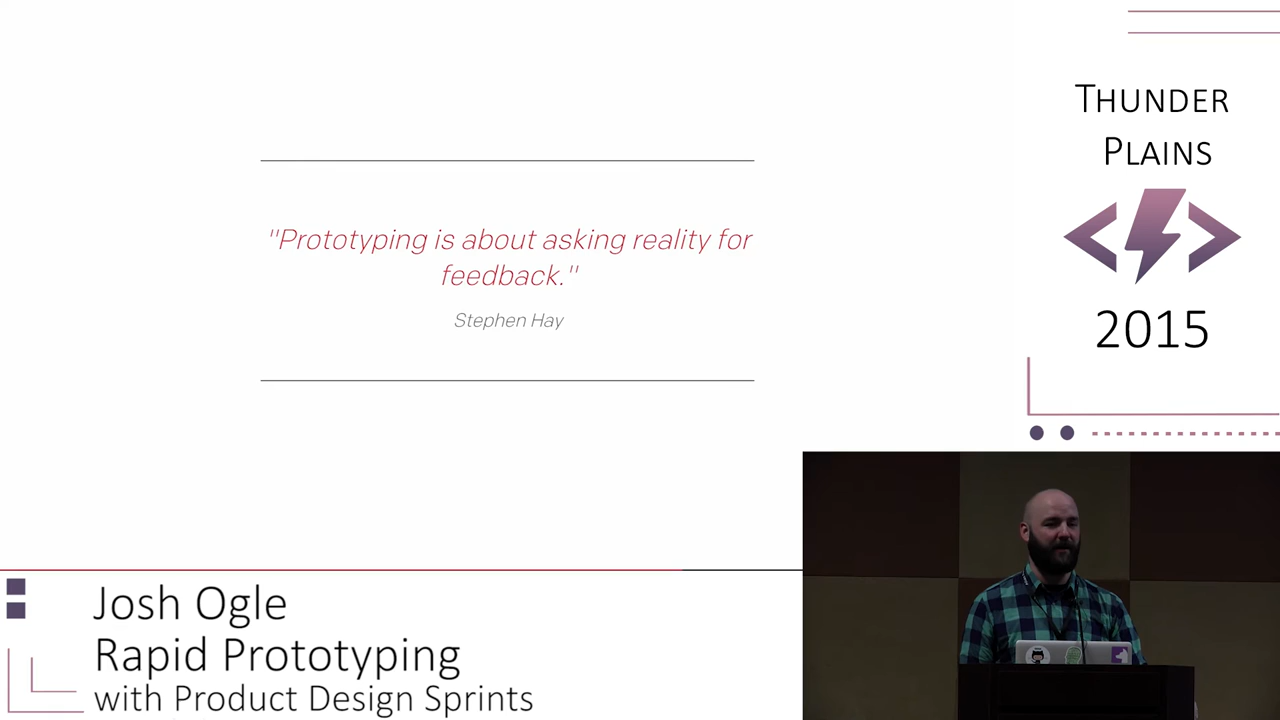 "Prototyping is about asking reality for
feedback."
Stephen Hay
THUNDER
PLAINS
2015
Josh Ogle
Rapid Prototyping
with Product Design Sprints